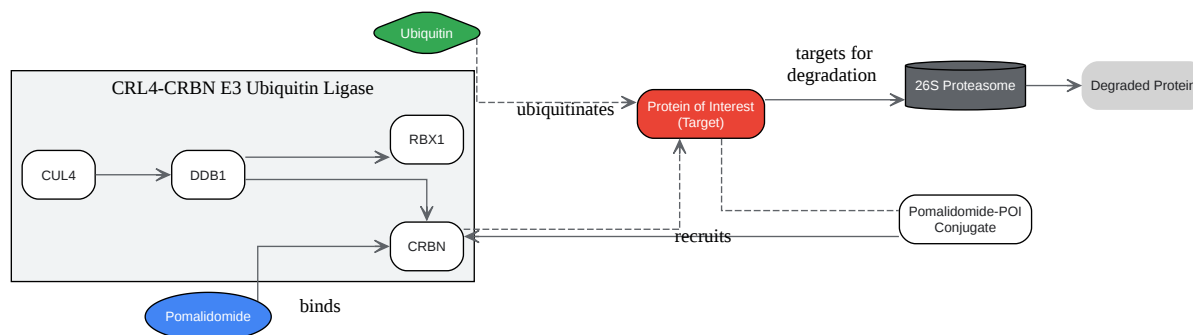 Ubiquitin
targets for
degradation
CRL4-CRBN E3 Ubiquitin Ligase
26S Proteasome
Degraded Protein
ubiquitinates
Protein of Interest
(Target)
RBX1
CUL4
DDB1
Pomalidomide-POI
Conjugate
recruits
CRBN
binds
Pomalidomide